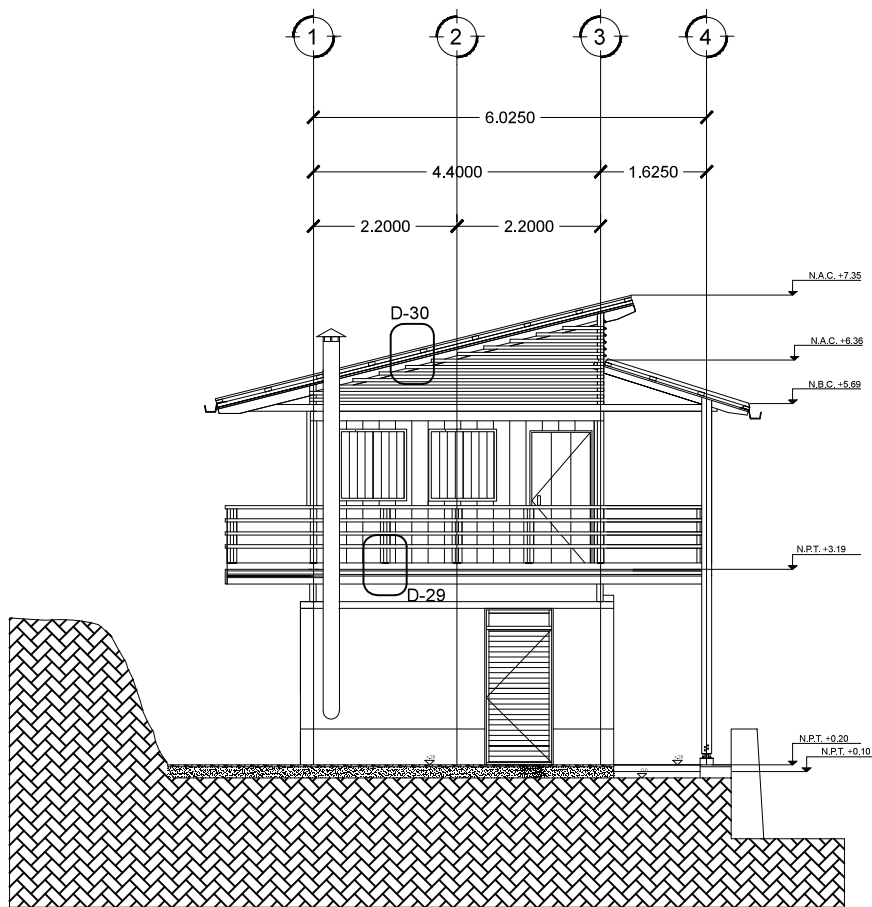 1 2 3 4
6.0250
4.4000 1.6250
2.2000 2.2000
N.A.C. +7.35
D-30
N.A.C. +6.36
N.B.C. +5.69
N.P.T. +3.19
D-29
N.P.T. +0.20
N.P.T. +0.10